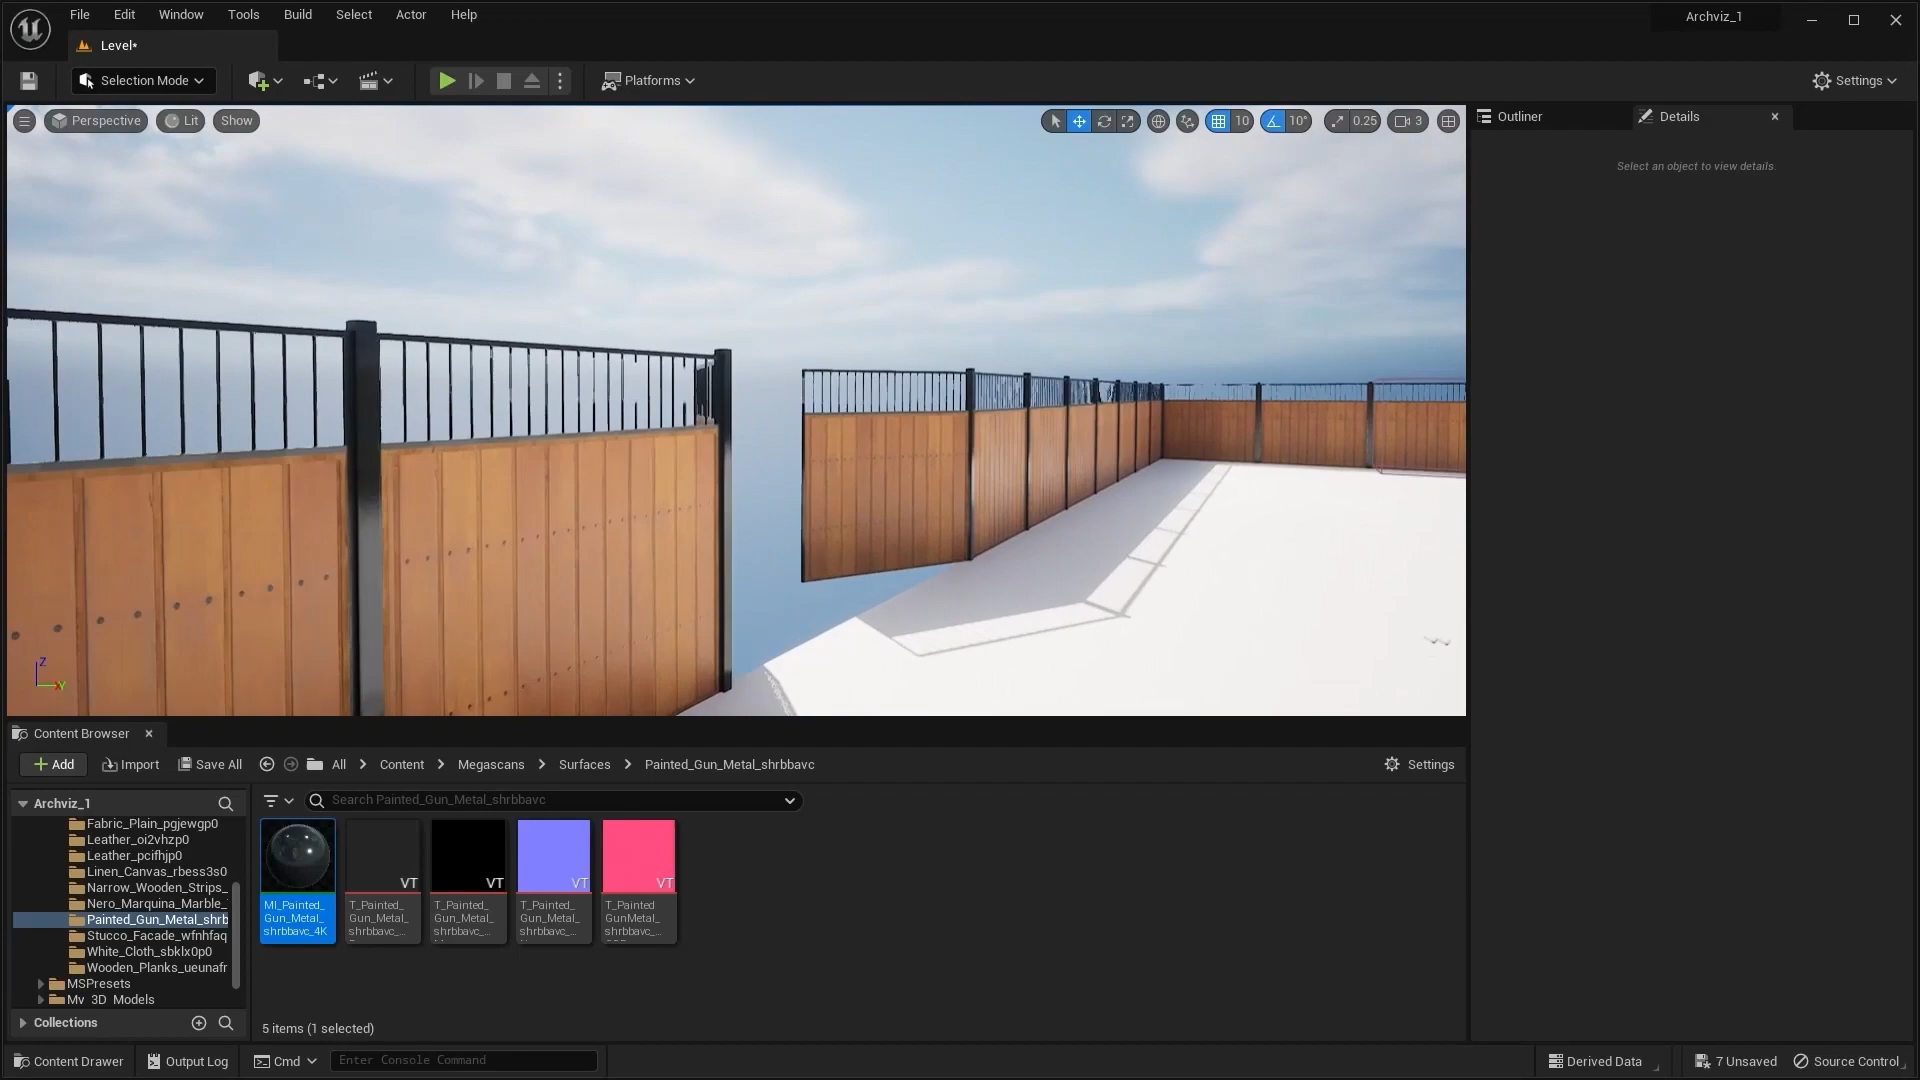 File Edit Window Tools Build Select Actor Help
Archviz_1
Level*
Selection Mode
Platforms
Settings
Perspective Lit Show
10 10° 0.25 3
Outliner
Details
Select an object to view details.
Z
Content Browser
Add Import Save All All Content Megascans Surfaces Painted_Gun_Metal_shrbbavc Settings
Archviz_1
Search Painted_Gun_Metal_shrbbavc
Fabric_Plain_pgjewgp0
Leather_oi2vhzp0
Leather_pcifhjp0
Linen_Canvas_rbess3s0
Narrow_Wooden_Strips_
Nero_Marquina_Marble_
Painted_Gun_Metal_shrb
Stucco_Facade_wfnhfaq
White_Cloth_sbklx0p0
Wooden_Planks_ueunafr
MSPresets
My_3D_Models
Collections
VT VT VT VT
MI_Painted_
Gun_Metal_
shrbbavc_4K
T_Painted_
Gun_Metal_
shrbbavc_...
T_Painted_
Gun_Metal_
shrbbavc_...
T_Painted_
Gun_Metal_
shrbbavc_...
T_Painted
GunMetal_
shrbbavc_...
5 items (1 selected)
Content Drawer Output Log Cmd Enter Console Command Derived Data 7 Unsaved Source Control